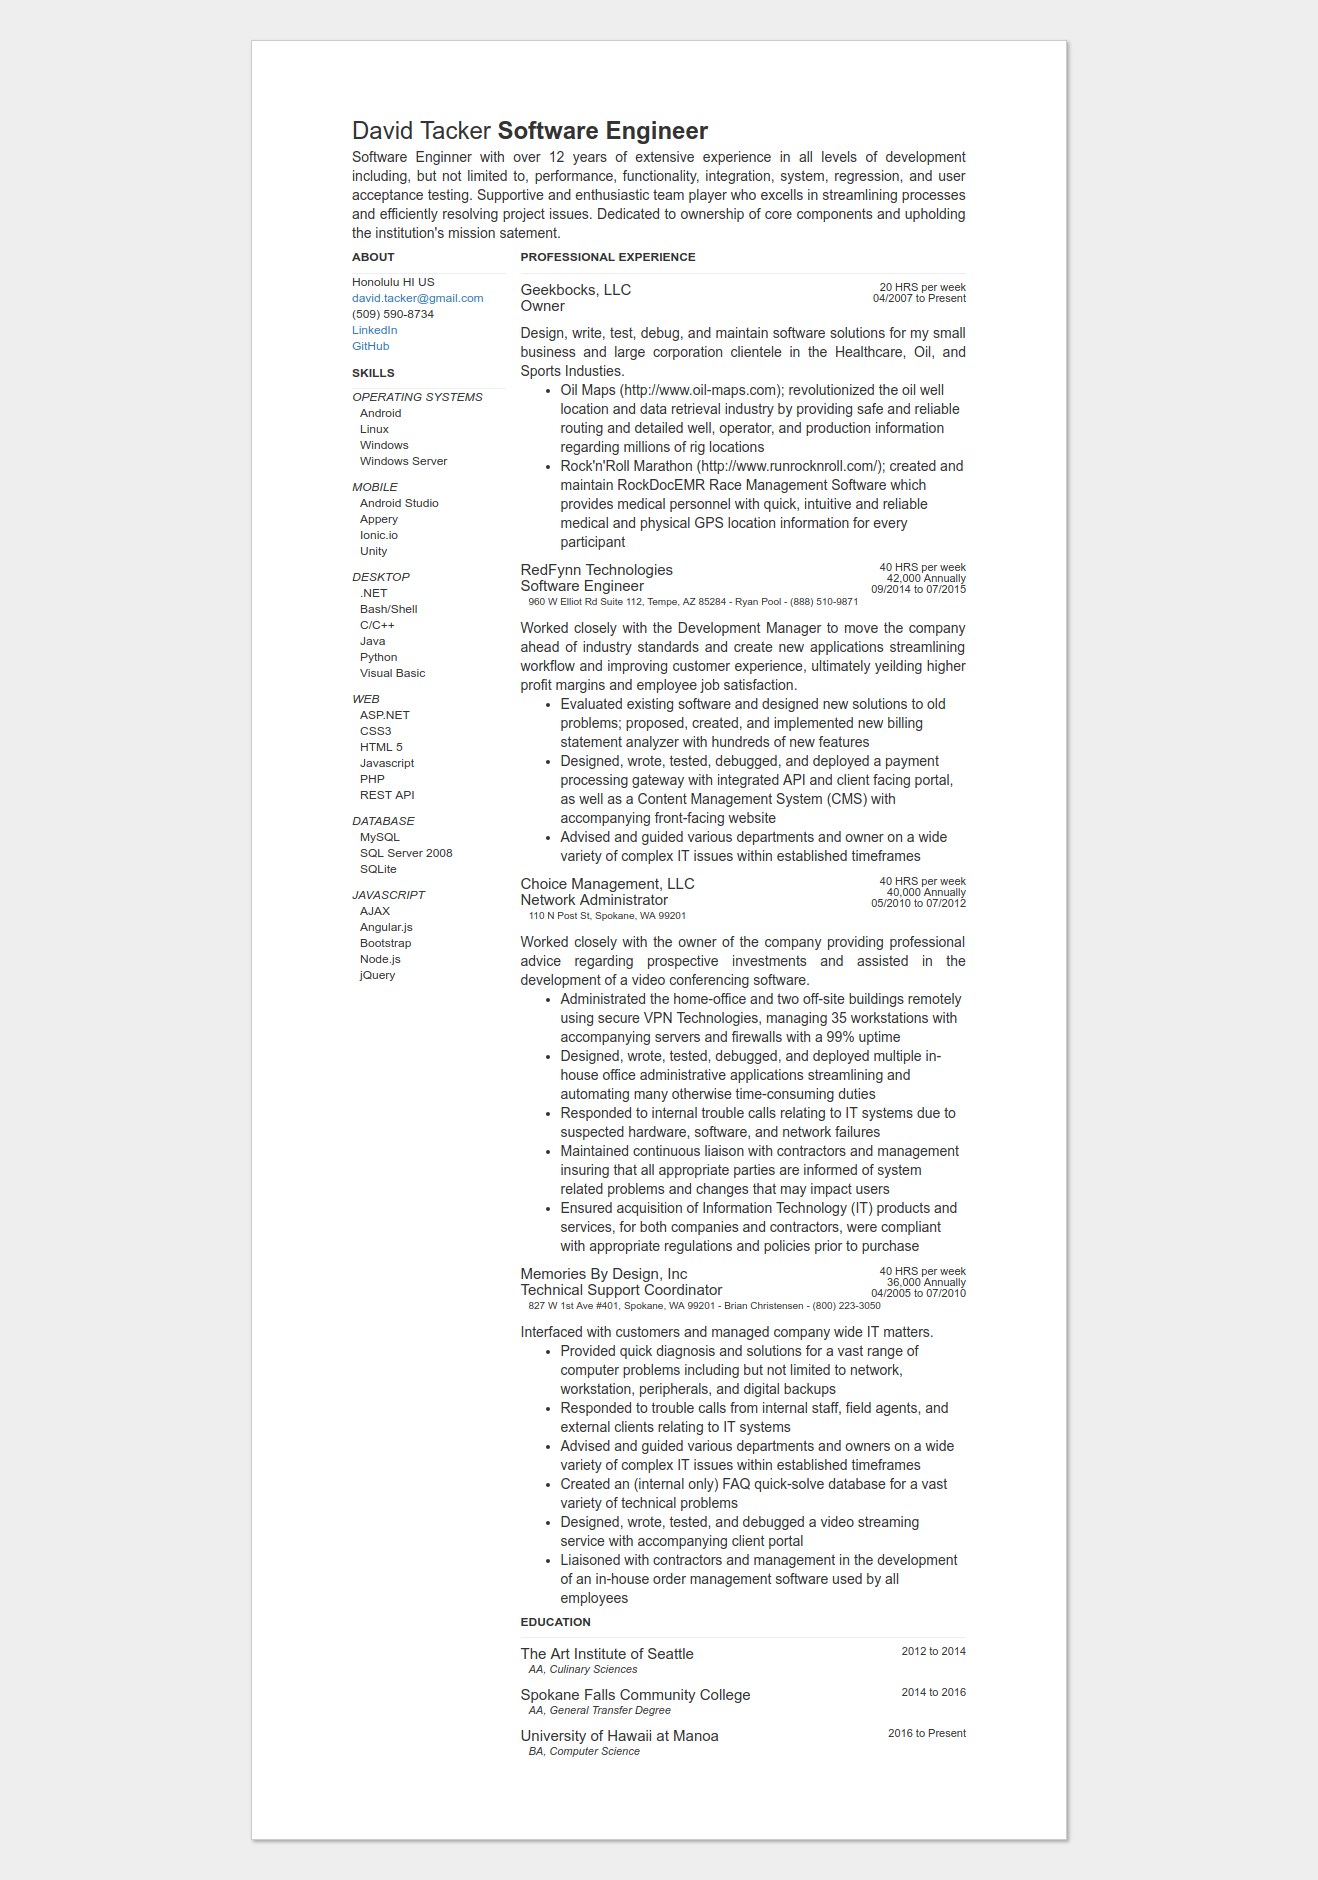 David Tacker Software Engineer
Software Enginner with over 12 years of extensive experience in all levels of development
including, but not limited to, performance, functionality, integration, system, regression, and user
acceptance testing. Supportive and enthusiastic team player who excells in streamlining processes
and efficiently resolving project issues. Dedicated to ownership of core components and upholding
the institution's mission satement.
ABOUT
Honolulu HI US
david.tacker@gmail.com
(509) 590-8734
LinkedIn
GitHub
SKILLS
OPERATING SYSTEMS
Android
Linux
Windows
Windows Server
MOBILE
Android Studio
Appery
Ionic.io
Unity
DESKTOP
.NET
Bash/Shell
C/C++
Java
Python
Visual Basic
WEB
ASP.NET
CSS3
HTML 5
Javascript
PHP
REST API
DATABASE
MySQL
SQL Server 2008
SQLite
JAVASCRIPT
AJAX
Angular.js
Bootstrap
Node.js
jQuery
PROFESSIONAL EXPERIENCE
Geekbocks, LLC
20 HRS per week
Owner
04/2007 to Present
Design, write, test, debug, and maintain software solutions for my small
business and large corporation clientele in the Healthcare, Oil, and
Sports Industies.
• Oil Maps (http://www.oil-maps.com); revolutionized the oil well
location and data retrieval industry by providing safe and reliable
routing and detailed well, operator, and production information
regarding millions of rig locations
• Rock'n'Roll Marathon (http://www.runrocknroll.com/); created and
maintain RockDocEMR Race Management Software which
provides medical personnel with quick, intuitive and reliable
medical and physical GPS location information for every
participant
RedFynn Technologies
40 HRS per week
Software Engineer
42,000 Annually
09/2014 to 07/2015
960 W Elliot Rd Suite 112, Tempe, AZ 85284 - Ryan Pool - (888) 510-9871
Worked closely with the Development Manager to move the company
ahead of industry standards and create new applications streamlining
workflow and improving customer experience, ultimately yeilding higher
profit margins and employee job satisfaction.
• Evaluated existing software and designed new solutions to old
problems; proposed, created, and implemented new billing
statement analyzer with hundreds of new features
• Designed, wrote, tested, debugged, and deployed a payment
processing gateway with integrated API and client facing portal,
as well as a Content Management System (CMS) with
accompanying front-facing website
• Advised and guided various departments and owner on a wide
variety of complex IT issues within established timeframes
Choice Management, LLC
40 HRS per week
Network Administrator
40,000 Annually
05/2010 to 07/2012
110 N Post St, Spokane, WA 99201
Worked closely with the owner of the company providing professional
advice regarding prospective investments and assisted in the
development of a video conferencing software.
• Administrated the home-office and two off-site buildings remotely
using secure VPN Technologies, managing 35 workstations with
accompanying servers and firewalls with a 99% uptime
• Designed, wrote, tested, debugged, and deployed multiple in-
house office administrative applications streamlining and
automating many otherwise time-consuming duties
• Responded to internal trouble calls relating to IT systems due to
suspected hardware, software, and network failures
• Maintained continuous liaison with contractors and management
insuring that all appropriate parties are informed of system
related problems and changes that may impact users
• Ensured acquisition of Information Technology (IT) products and
services, for both companies and contractors, were compliant
with appropriate regulations and policies prior to purchase
Memories By Design, Inc
40 HRS per week
Technical Support Coordinator
36,000 Annually
04/2005 to 07/2010
827 W 1st Ave #401, Spokane, WA 99201 - Brian Christensen - (800) 223-3050
Interfaced with customers and managed company wide IT matters.
• Provided quick diagnosis and solutions for a vast range of
computer problems including but not limited to network,
workstation, peripherals, and digital backups
• Responded to trouble calls from internal staff, field agents, and
external clients relating to IT systems
• Advised and guided various departments and owners on a wide
variety of complex IT issues within established timeframes
• Created an (internal only) FAQ quick-solve database for a vast
variety of technical problems
• Designed, wrote, tested, and debugged a video streaming
service with accompanying client portal
• Liaisoned with contractors and management in the development
of an in-house order management software used by all
employees
EDUCATION
The Art Institute of Seattle
2012 to 2014
AA, Culinary Sciences
Spokane Falls Community College
2014 to 2016
AA, General Transfer Degree
University of Hawaii at Manoa
2016 to Present
BA, Computer Science